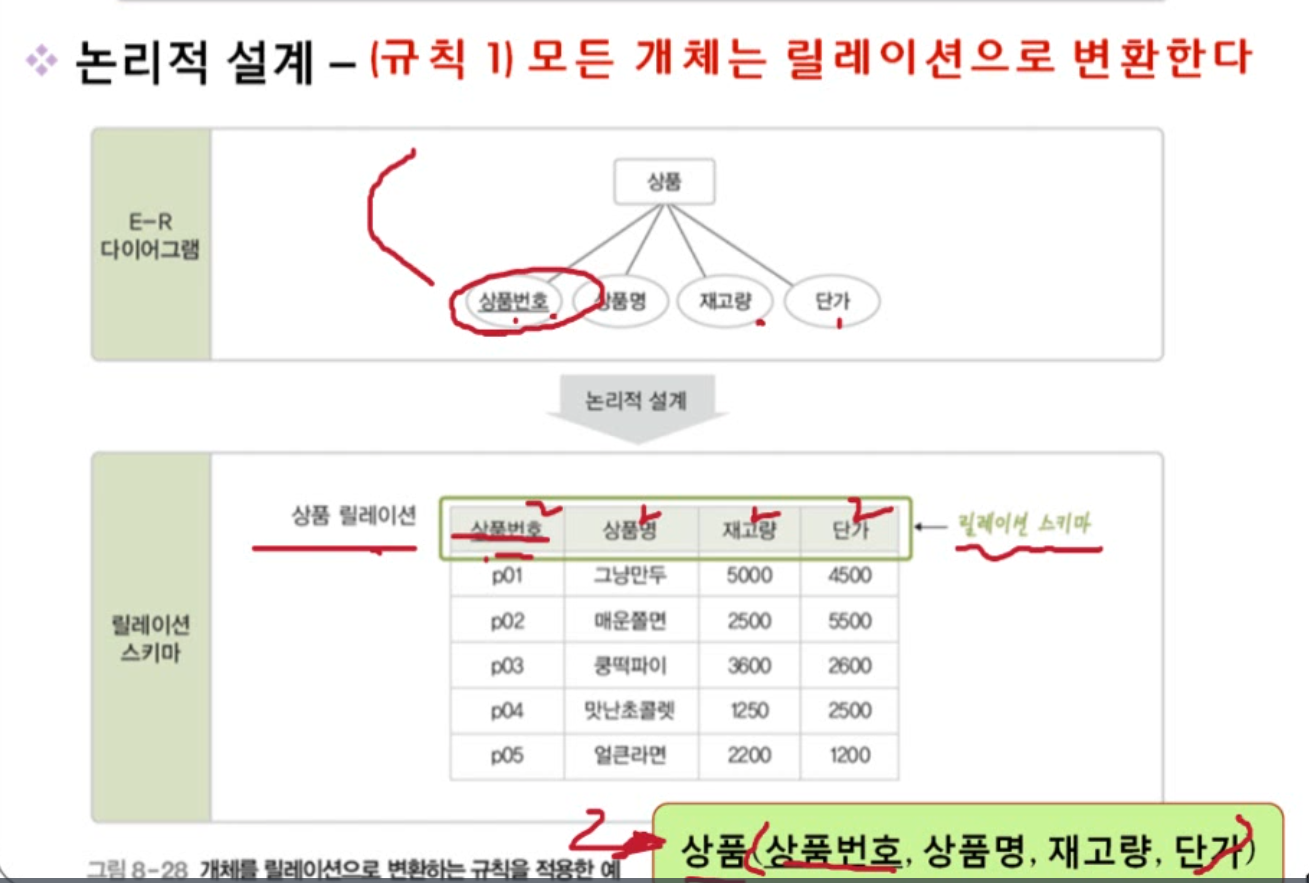 논리적 설계 – (규칙 1) 모든 개체는 릴레이션으로 변환한다
E-R
다이어그램
상품
상품번호 상품명 재고량 단가
논리적 설계
릴레이션
스키마
상품 릴레이션
상품번호 상품명 재고량 단가
릴레이션 스키마
p01 그냥만두 5000 4500
p02 매운쫄면 2500 5500
p03 쿵떡파이 3600 2600
p04 맛난초콜렛 1250 2500
p05 얼큰라면 2200 1200
상품(상품번호, 상품명, 재고량, 단가)
그림 8-28 개체를 릴레이션으로 변환하는 규칙을 적용한 예